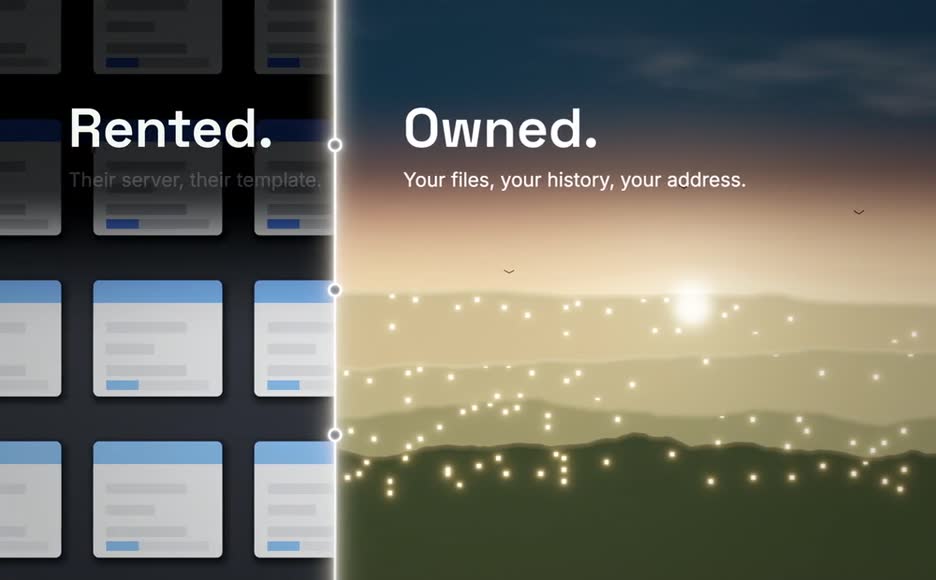 Rented.
Their server, their template.
Owned.
Your files, your history, your address.